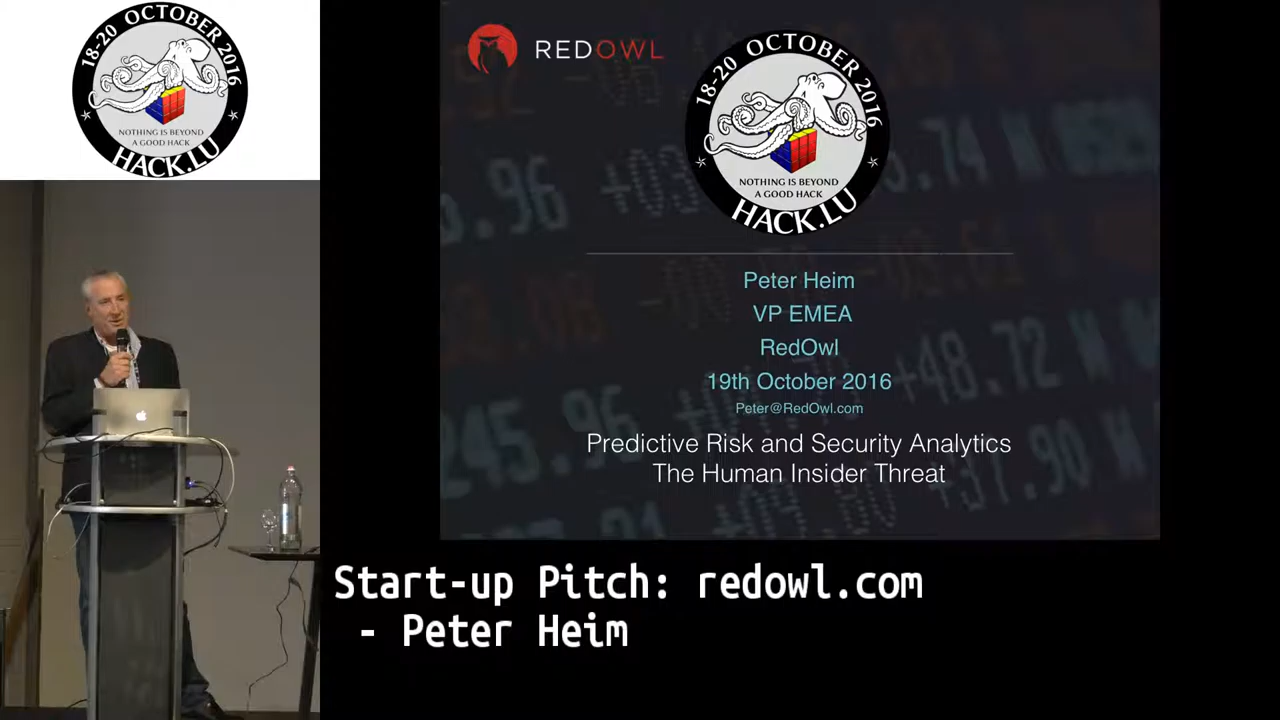 18-20 OCTOBER 2016
NOTHING IS BEYOND
A GOOD HACK
HACK.LU
REDOWL
18-20 OCTOBER 2016
NOTHING IS BEYOND
A GOOD HACK
HACK.LU
Peter Heim
VP EMEA
RedOwl
19th October 2016
Peter@RedOwl.com
Predictive Risk and Security Analytics
The Human Insider Threat
Start-up Pitch: redowl.com
- Peter Heim